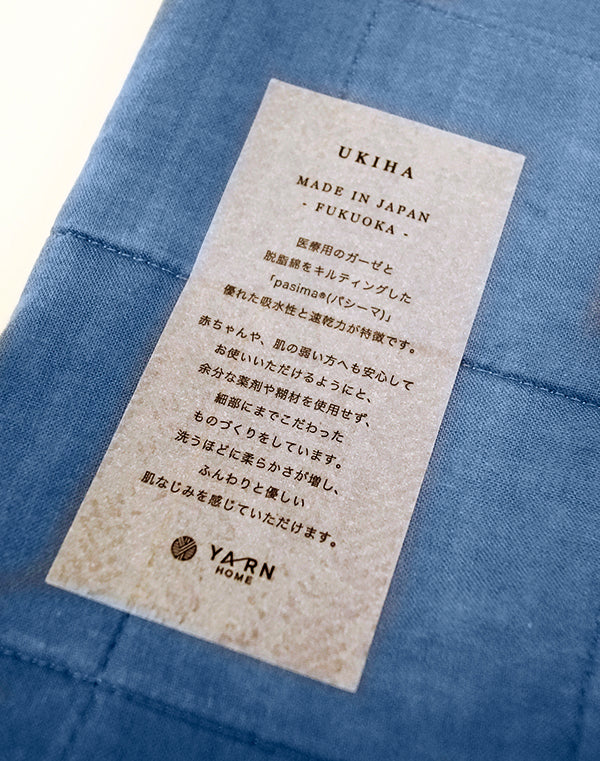 UKIHA
MADE IN JAPAN
- FUKUOKA -
医療用のガーゼと
脱脂綿をキルティングした
「pasima®(パシーマ)」
優れた吸水性と速乾力が特徴です。
赤ちゃんや、肌の弱い方へも安心して
お使いいただけるようにと、
余分な薬剤や糊材を使用せず、
細部にまでこだわった
ものづくりをしています。
洗うほどに柔らかさが増し、
ふんわりと優しい
肌なじみを感じていただけます。
YARN
HOME